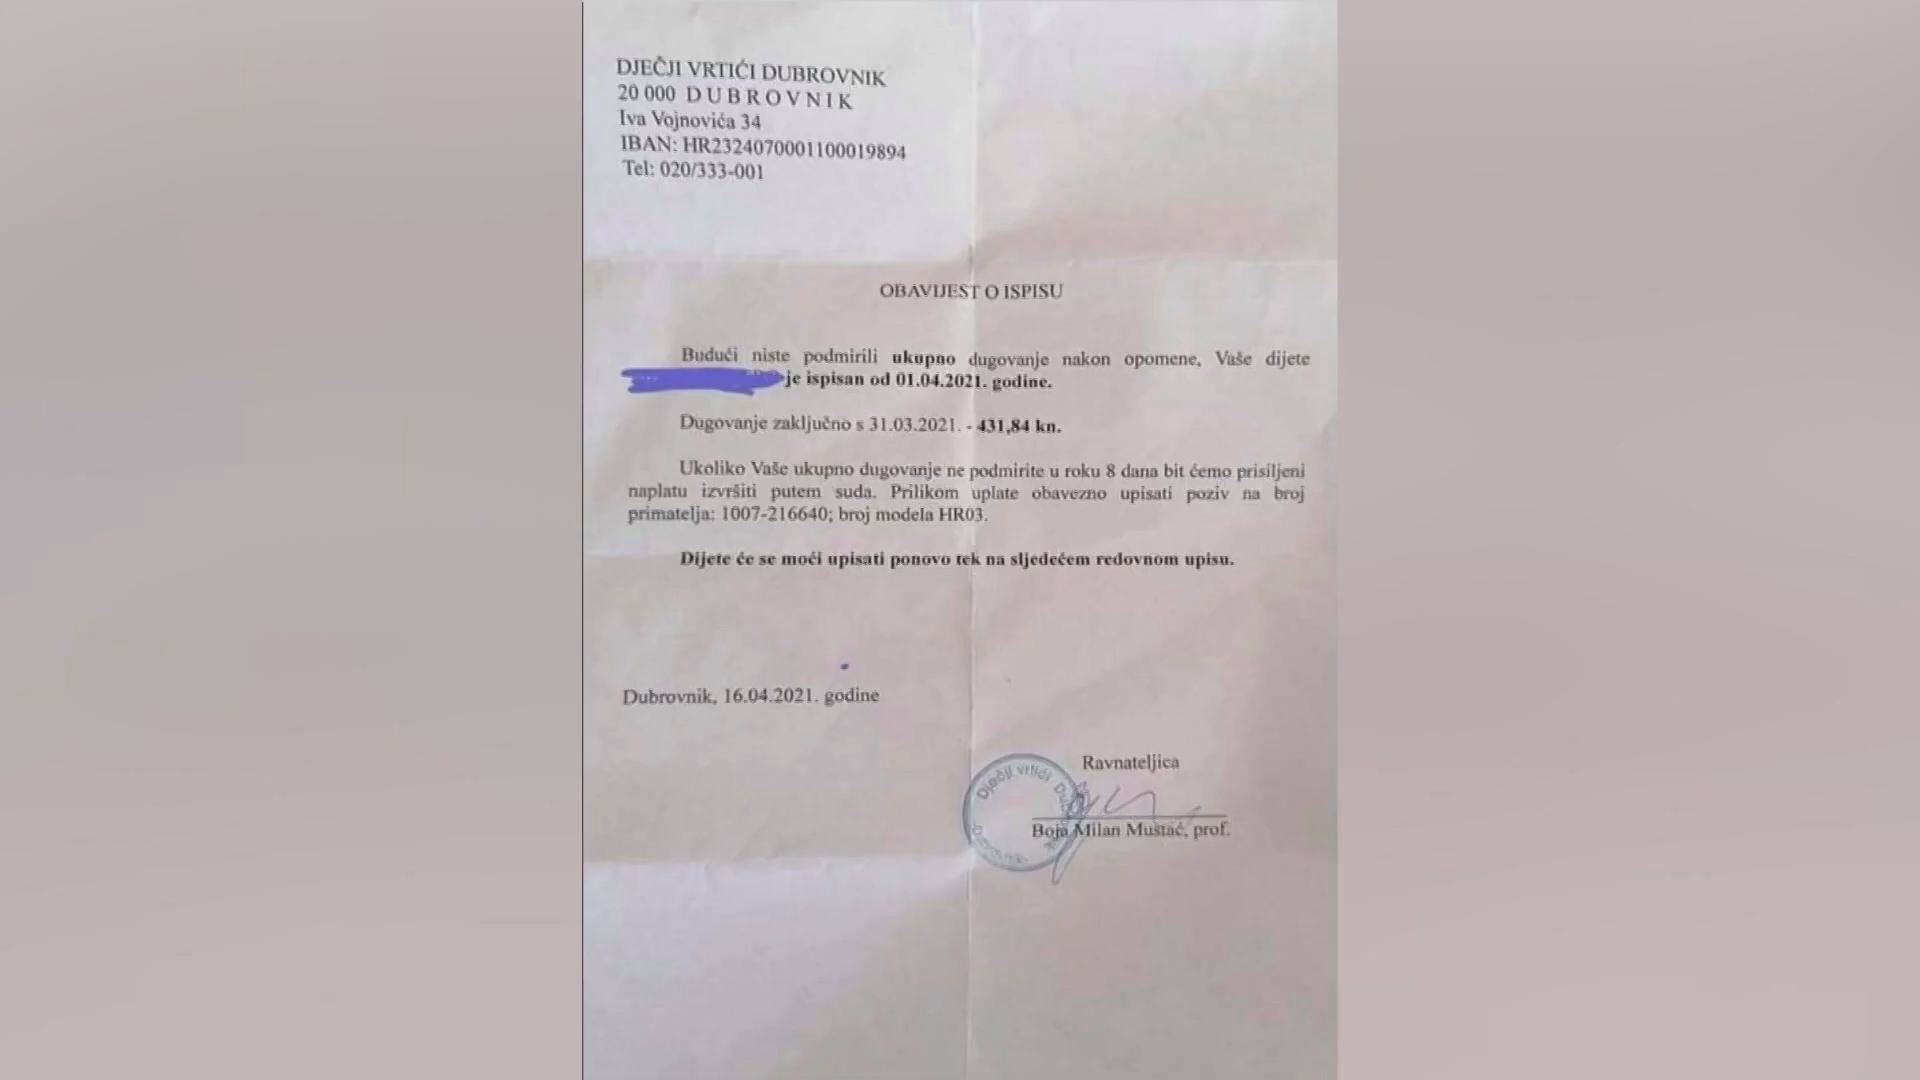 DJEČJI VRTIĆI DUBROVNIK
20 000 D U B R O V N I K
Iva Vojnovića 34
IBAN: HR2324070001100019894
Tel: 020/333-001
OBAVIJEST O ISPISU
Budući niste podmirili ukupno dugovanje nakon opomene, Vaše dijete
je ispisan od 01.04.2021. godine.
Dugovanje zaključno s 31.03.2021. - 431,84 kn.
Ukoliko Vaše ukupno dugovanje ne podmirite u roku 8 dana bit ćemo prisiljeni
naplatu izvršiti putem suda. Prilikom uplate obavezno upisati poziv na broj
primatelja: 1007-216640; broj modela HR03.
Dijete će se moći upisati ponovo tek na sljedećem redovnom upisu.
Dubrovnik, 16.04.2021. godine
Ravnateljica
Boja Milan Mustać, prof.
Dječji vrtići